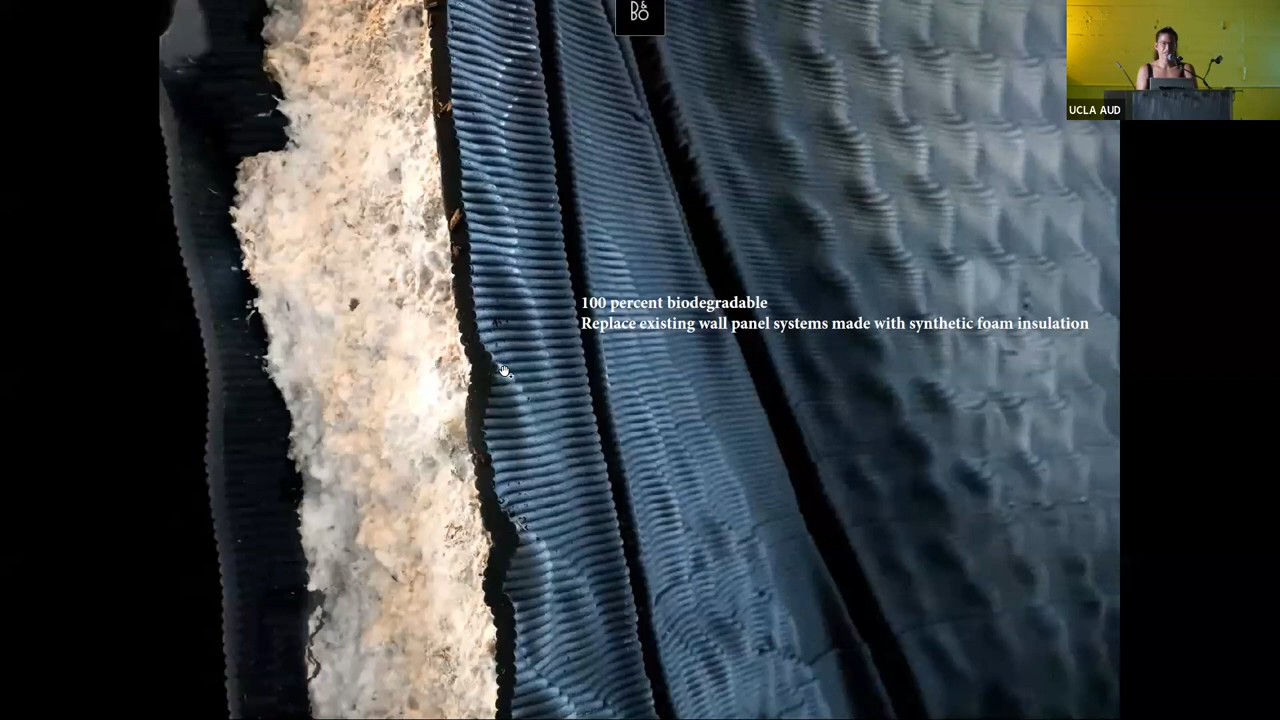 B&O
UCLA AUD
100 percent biodegradable
Replace existing wall panel systems made with synthetic foam insulation